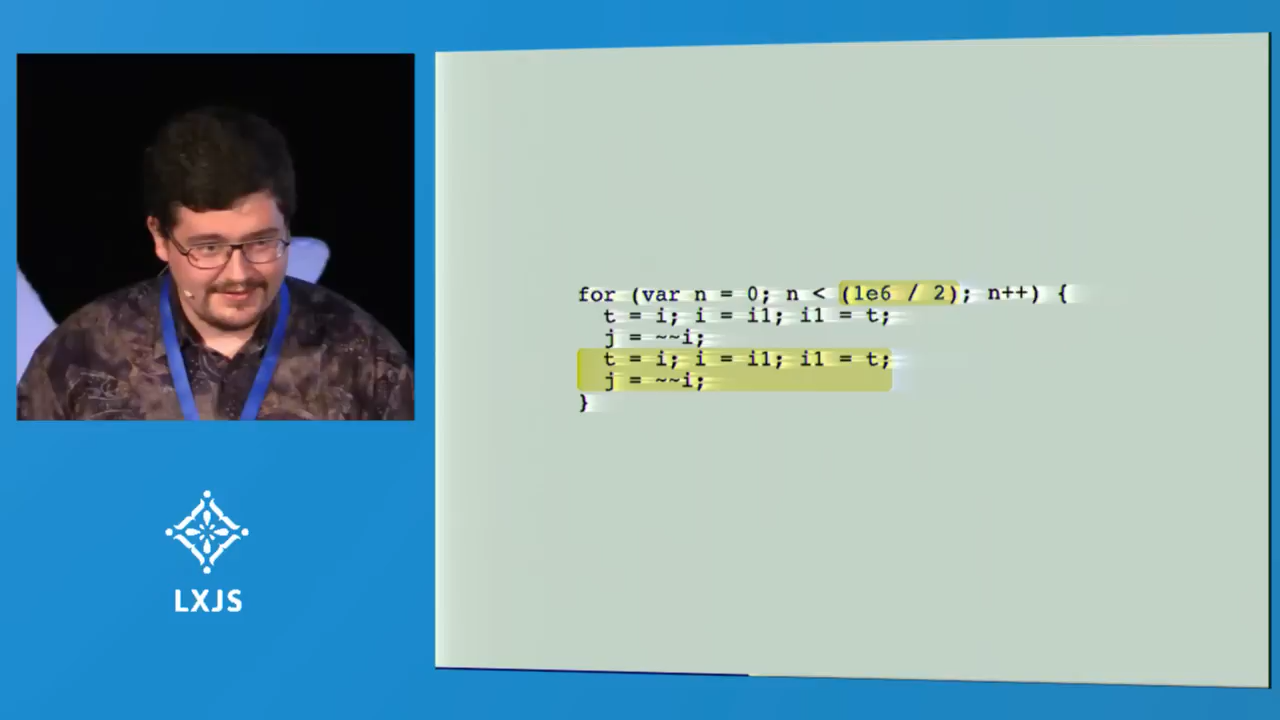 for (var n = 0; n < (1e6 / 2); n++) {
t = i; i = i1; i1 = t;
j = ~~i;
t = i; i = i1; i1 = t;
j = ~~i;
}
LXJS